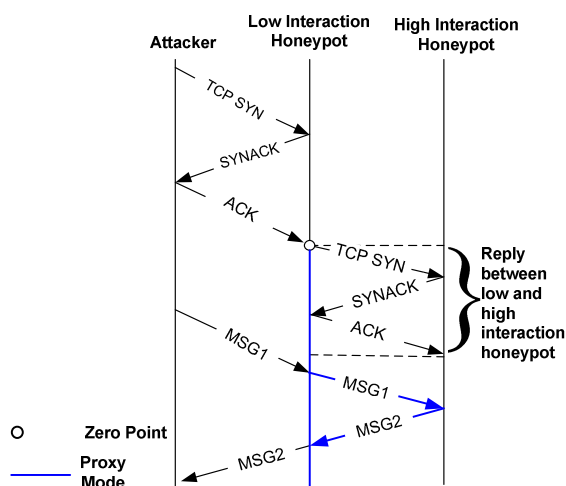 Attacker
Low Interaction
Honeypot
High Interaction
Honeypot
TCP SYN
SYNACK
ACK
TCP SYN
SYNACK
ACK
Reply
between
low and
high
interaction
honeypot
MSG1
MSG1
MSG2
MSG2
Zero Point
Proxy
Mode